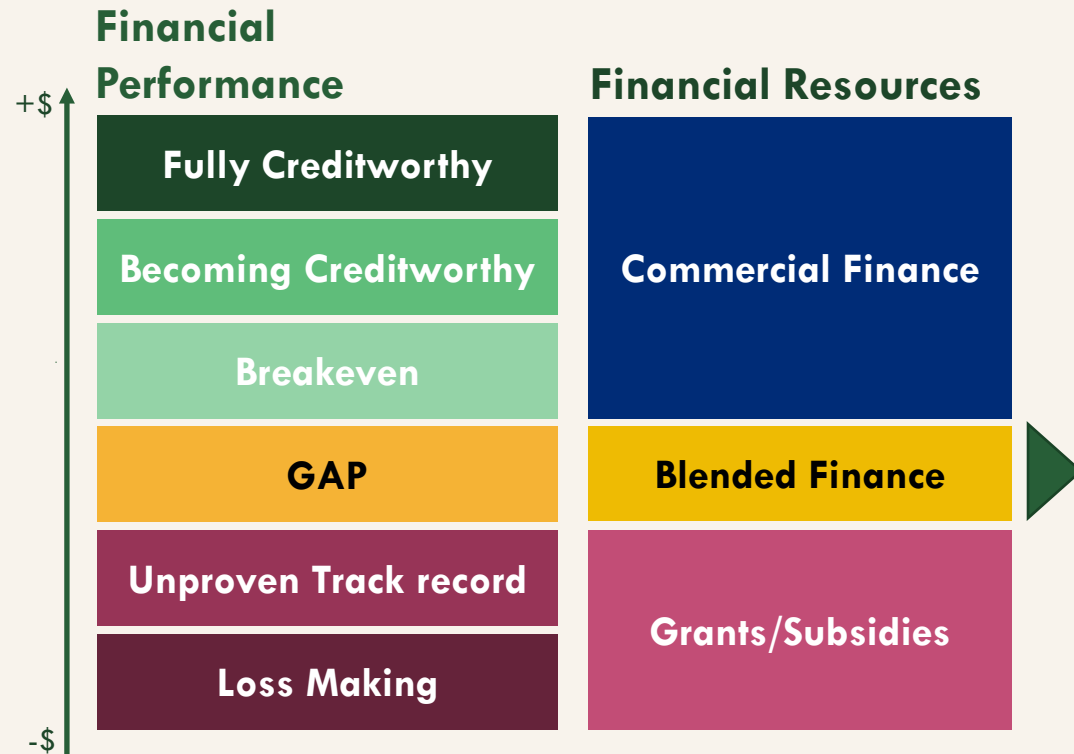 Financial
Performance
Financial Resources
+$
Fully Creditworthy
Becoming Creditworthy
Commercial Finance
Breakeven
GAP
Blended Finance
Unproven Track record
Grants/Subsidies
Loss Making
-$